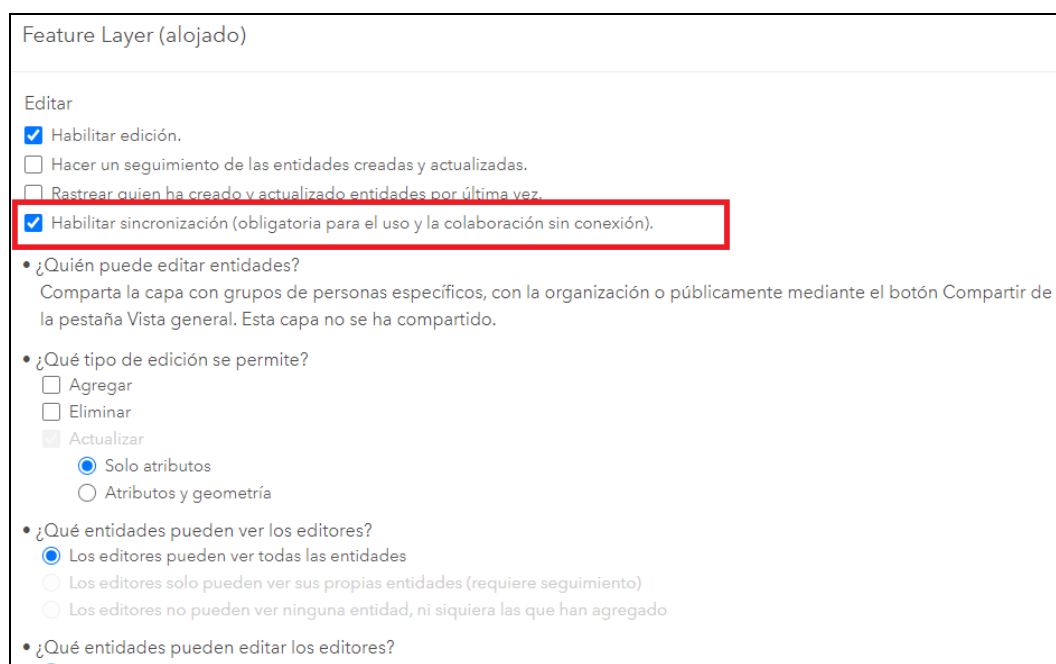 Feature Layer (alojado)
Editar
Habilitar edición.
Hacer un seguimiento de las entidades creadas y actualizadas.
Rastrear quien ha creado y actualizado entidades por última vez.
Habilitar sincronización (obligatoria para el uso y la colaboración sin conexión).
• ¿Quién puede editar entidades?
Comparta la capa con grupos de personas específicos, con la organización o públicamente mediante el botón Compartir de
la pestaña Vista general. Esta capa no se ha compartido.
• ¿Qué tipo de edición se permite?
Agregar
Eliminar
Actualizar
Solo atributos
Atributos y geometría
• ¿Qué entidades pueden ver los editores?
Los editores pueden ver todas las entidades
Los editores solo pueden ver sus propias entidades (requiere seguimiento)
Los editores no pueden ver ninguna entidad, ni siquiera las que han agregado
• ¿Qué entidades pueden editar los editores?